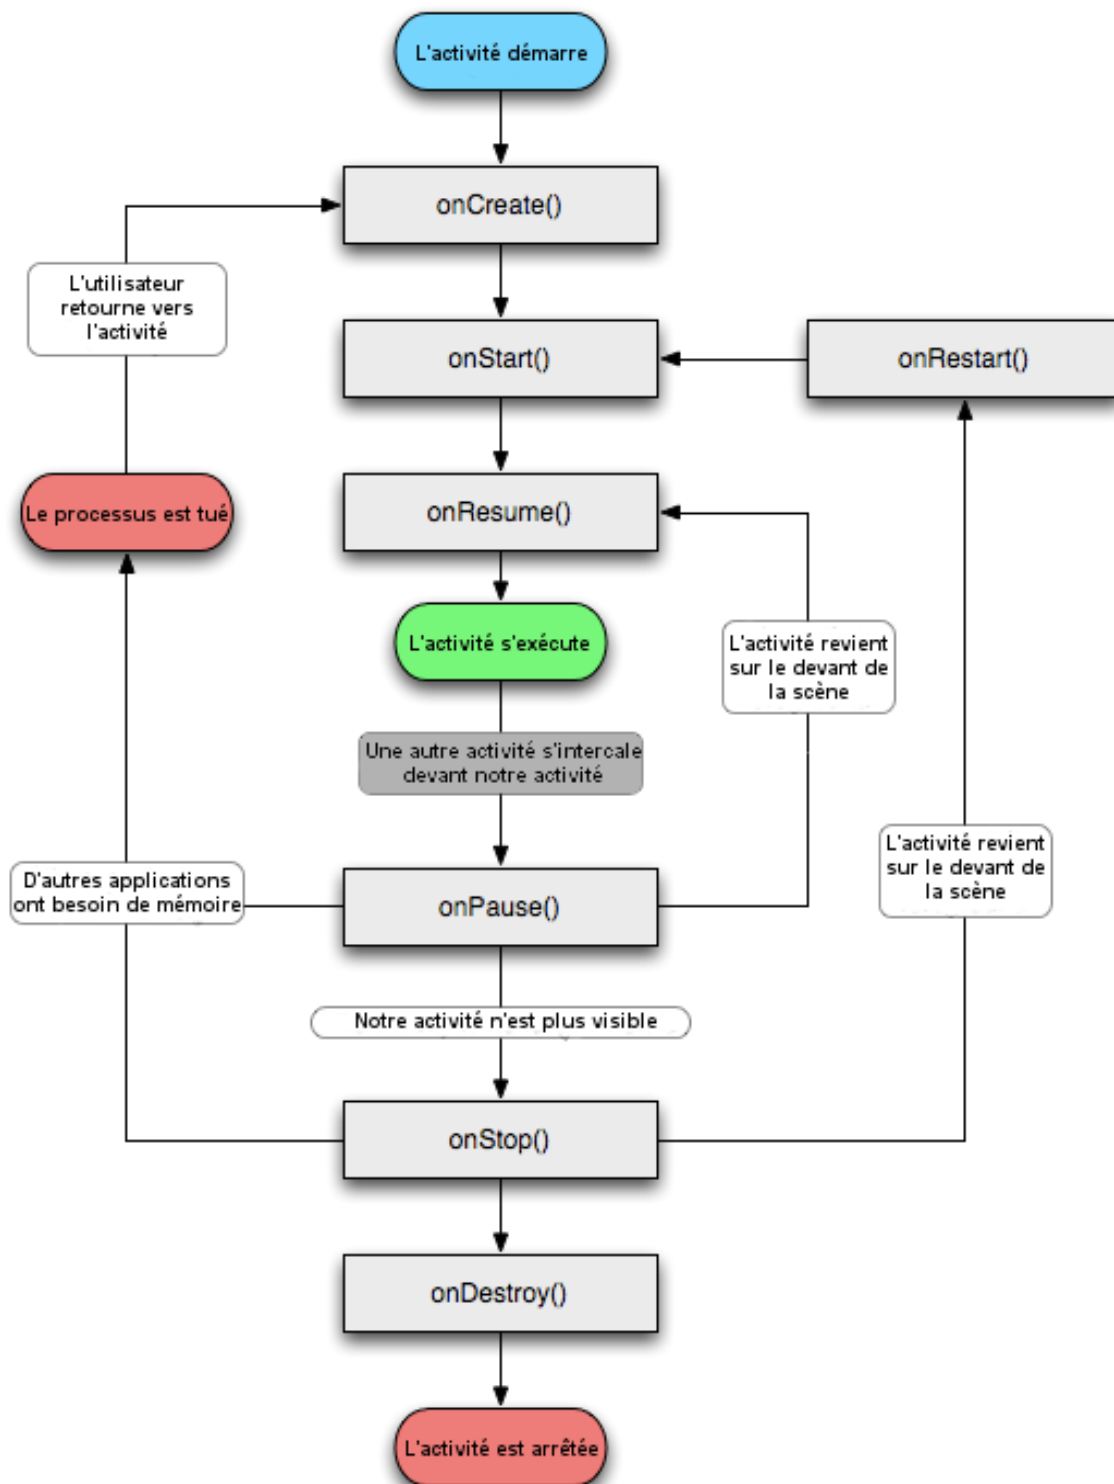 L'activité démarre
onCreate()
L'utilisateur
retourne vers
l'activité
onStart()
onRestart()
onResume()
Le processus est tué
L'activité s'exécute
L'activité revient
sur le devant de
la scène
Une autre activité s'intercale
devant notre activité
L'activité revient
sur le devant de
la scène
D'autres applications
ont besoin de mémoire
onPause()
Notre activité n'est plus visible
onStop()
onDestroy()
L'activité est arrêtée